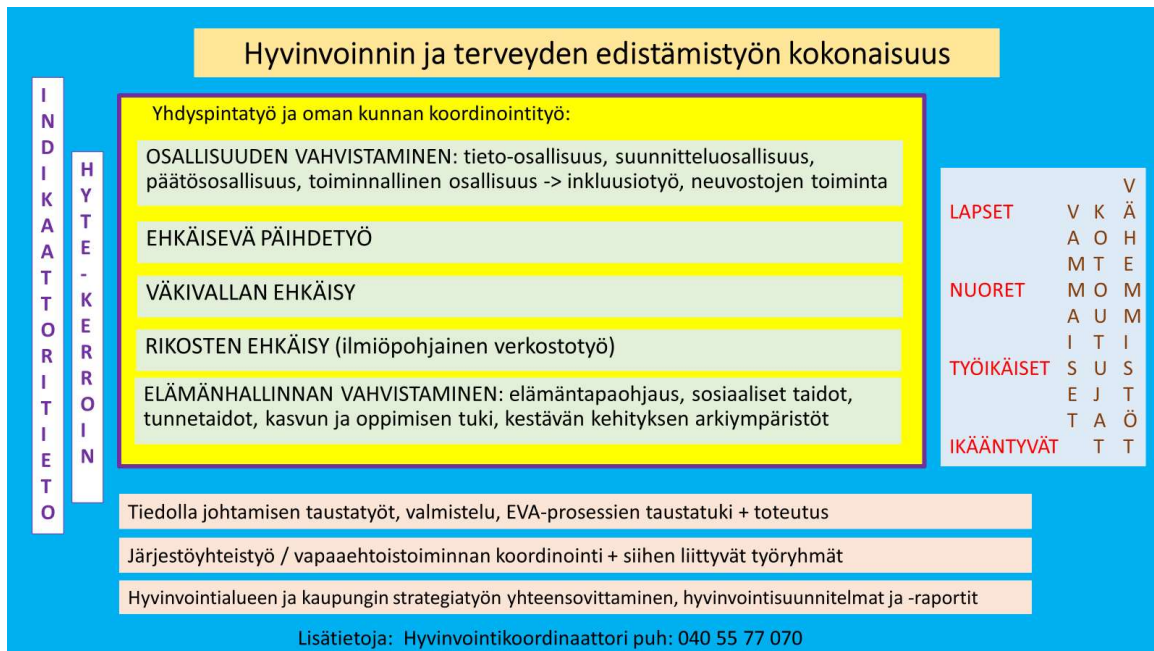 Hyvinvoinnin ja terveyden edistämistyön kokonaisuus
INDIKAATTORITIETO
HYTE-KERROIN
Yhdyspintatyö ja oman kunnan koordinointityö:
OSALLISUUDEN VAHVISTAMINEN: tieto-osallisuus, suunnitteluosallisuus,
päätösosallisuus, toiminnallinen osallisuus -> inkluusiotyö, neuvostojen toiminta
EHKÄISEVÄ PÄIHDETYÖ
VÄKIVALLAN EHKÄISY
RIKOSTEN EHKÄISY (ilmiöpohjainen verkostotyö)
ELÄMÄNHALLINNAN VAHVISTAMINEN: elämäntapaohjaus, sosiaaliset taidot,
tunnetaidot, kasvun ja oppimisen tuki, kestävän kehityksen arkiympäristöt
LAPSET
NUORET
TYÖIKÄISET
IKÄÄNTYVÄT
VAMMAISET
KOTOUTUJAT
VÄHEMMISTÖT
Tiedolla johtamisen taustatyöt, valmistelu, EVA-prosessien taustatuki + toteutus
Järjestöyhteistyö / vapaaehtoistoiminnan koordinointi + siihen liittyvät työryhmät
Hyvinvointialueen ja kaupungin strategiatyön yhteensovittaminen, hyvinvointisuunnitelmat ja -raportit
Lisätietoja: Hyvinvointikoordinaattori puh: 040 55 77 070